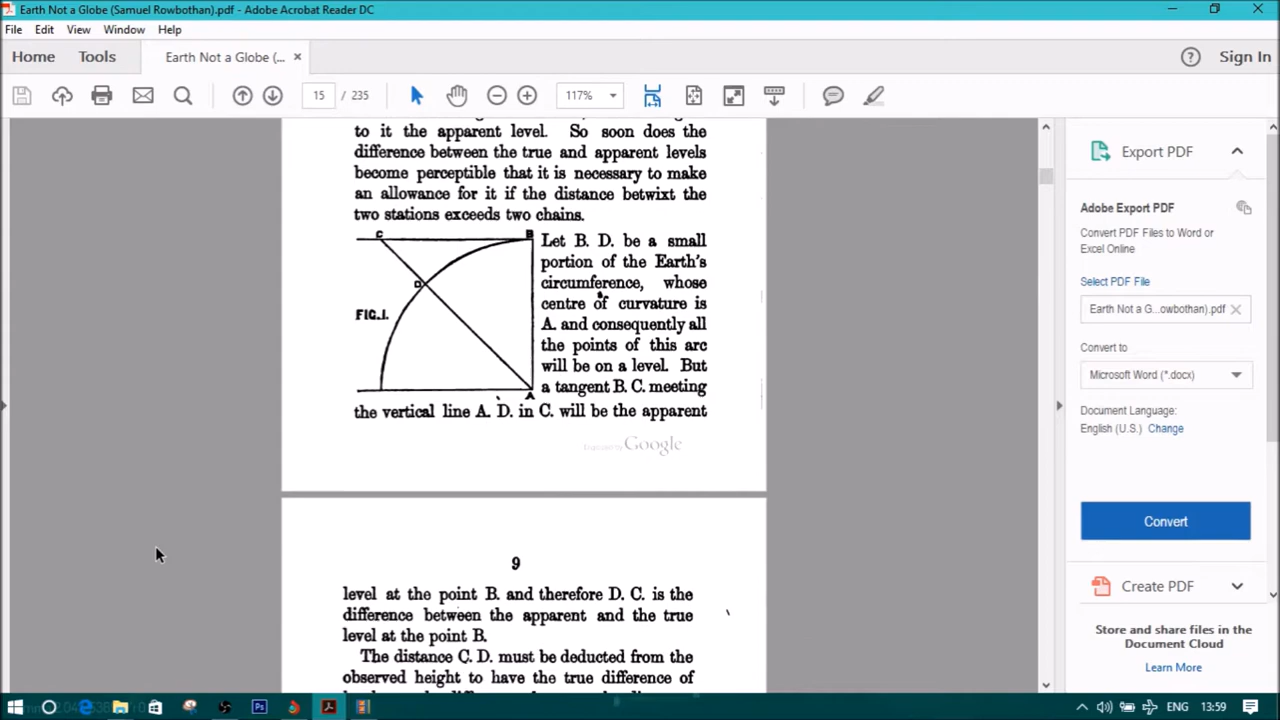 Earth Not a Globe (Samuel Rowbothan).pdf - Adobe Acrobat Reader DC
File Edit View Window Help
Home Tools Earth Not a Globe (... × Sign In
15 / 235 117%
to it the apparent level. So soon does the
difference between the true and apparent levels
become perceptible that it is necessary to make
an allowance for it if the distance betwixt the
two stations exceeds two chains.
C B
D
FIG.1.
A
Let B. D. be a small
portion of the Earth's
circumference, whose
centre of curvature is
A. and consequently all
the points of this arc
will be on a level. But
a tangent B. C. meeting
the vertical line A. D. in C. will be the apparent
Google
9
level at the point B. and therefore D. C. is the
difference between the apparent and the true
level at the point B.
The distance C. D. must be deducted from the
observed height to have the true difference of
Export PDF
Adobe Export PDF
Convert PDF Files to Word or
Excel Online
Select PDF File
Earth Not a G...owbothan).pdf ×
Convert to
Microsoft Word (*.docx)
Document Language:
English (U.S.) Change
Convert
Create PDF
Store and share files in the
Document Cloud
Learn More
ENG 13:59